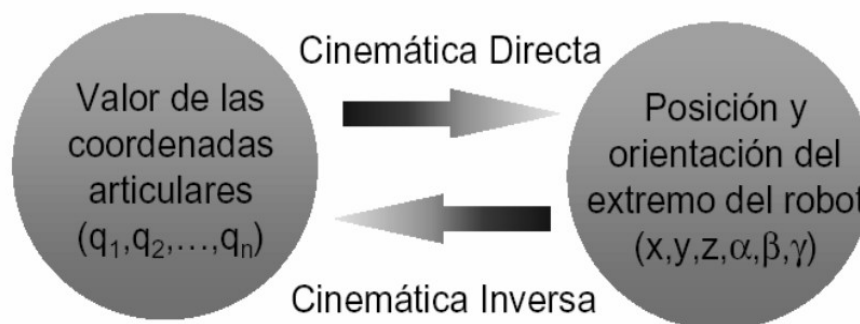 Cinemática Directa
Valor de las
coordenadas
articulares
(q₁,q₂,...,qₙ)
Posición y
orientación del
extremo del robot
(x,y,z,α,β,γ)
Cinemática Inversa